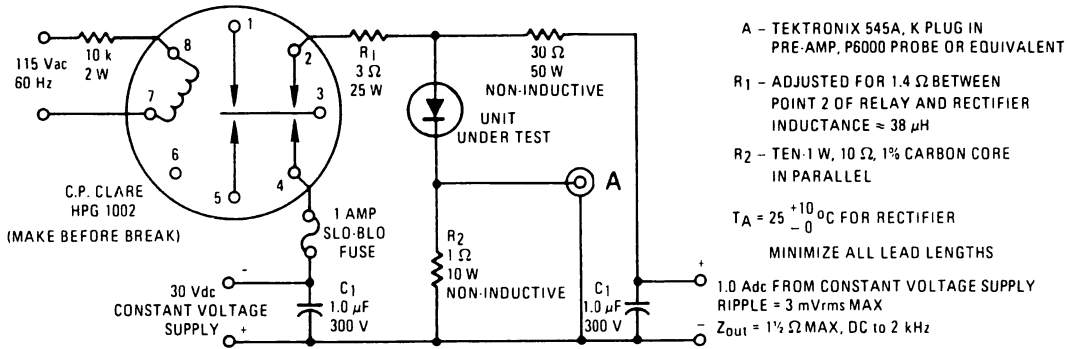 115 Vac
60 Hz
10 k
2 W
8
7
6
5
1
2
3
4
C.P. CLARE
HPG 1002
(MAKE BEFORE BREAK)
R1
3 Ω
25 W
30 Ω
50 W
NON-INDUCTIVE
UNIT
UNDER TEST
A
1 AMP
SLO-BLO
FUSE
R2
1 Ω
10 W
NON-INDUCTIVE
-
30 Vdc
CONSTANT VOLTAGE
SUPPLY
+
C1
1.0 μF
300 V
C1
1.0 μF
300 V
+
1.0 Adc FROM CONSTANT VOLTAGE SUPPLY
RIPPLE = 3 mVrms MAX
- Zout = 1½ Ω MAX, DC to 2 kHz
A – TEKTRONIX 545A, K PLUG IN
PRE-AMP, P6000 PROBE OR EQUIVALENT
R1 – ADJUSTED FOR 1.4 Ω BETWEEN
POINT 2 OF RELAY AND RECTIFIER
INDUCTANCE ≈ 38 μH
R2 – TEN-1 W, 10 Ω, 1% CARBON CORE
IN PARALLEL
TA = 25 +10 -0 °C FOR RECTIFIER
MINIMIZE ALL LEAD LENGTHS